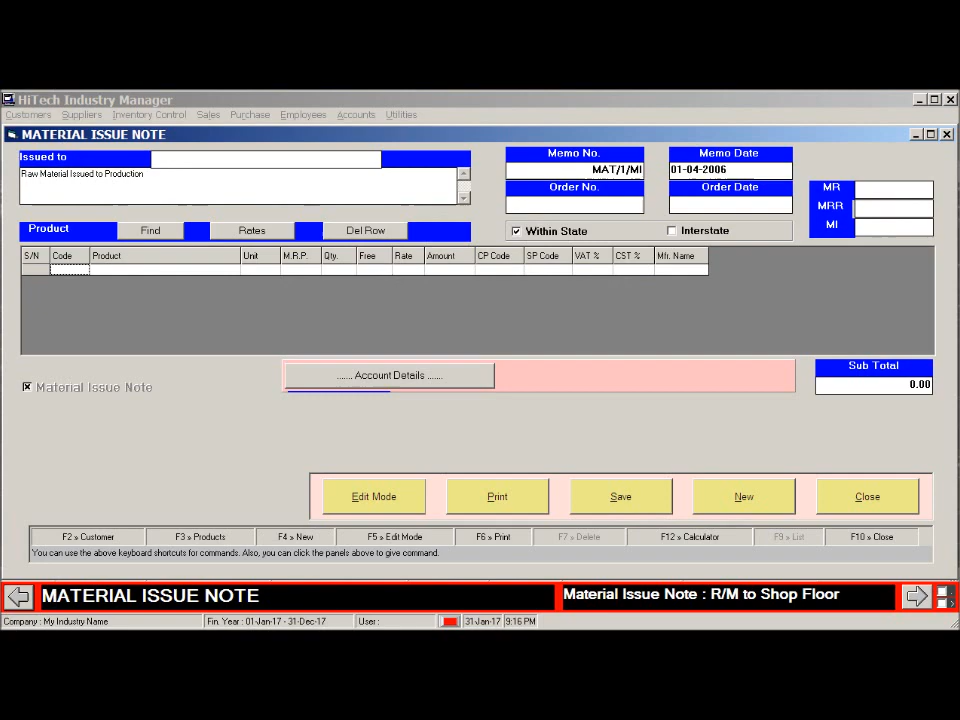 HiTech Industry Manager
Customers Suppliers Inventory Control Sales Purchase Employees Accounts Utilities
MATERIAL ISSUE NOTE
Issued to
Raw Material Issued to Production
Memo No.
MAT/1/MI
Memo Date
01-04-2006
Order No.
Order Date
MR
MRR
MI
Product Find Rates Del Row
Within State Interstate
S/N Code Product Unit M.R.P. Qty. Free Rate Amount CP Code SP Code VAT % CST % Mfr. Name
Material Issue Note
...... Account Details ......
Sub Total
0.00
Edit Mode Print Save New Close
F2 » Customer F3 » Products F4 » New F5 » Edit Mode F6 » Print F7 » Delete F12 » Calculator F9 » List F10 » Close
You can use the above keyboard shortcuts for commands. Also, you can click the panels above to give command.
MATERIAL ISSUE NOTE
Material Issue Note : R/M to Shop Floor
Company : My Industry Name Fin. Year : 01-Jan-17 - 31-Dec-17 User : 31-Jan-17 9:16 PM